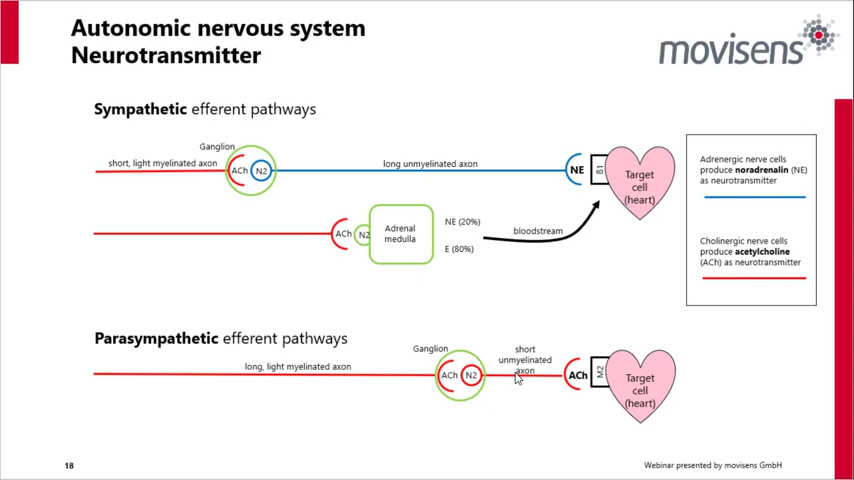 Autonomic nervous system
Neurotransmitter
movisens
Sympathetic efferent pathways
Ganglion
short, light myelinated axon
ACh
N2
long unmyelinated axon
NE
B1
Target
cell
(heart)
Adrenergic nerve cells
produce noradrenalin (NE)
as neurotransmitter
ACh
N2
Adrenal
medulla
NE (20%)
E (80%)
bloodstream
Cholinergic nerve cells
produce acetylcholine
(ACh) as neurotransmitter
Parasympathetic efferent pathways
long, light myelinated axon
Ganglion
ACh
N2
short
unmyelinated
axon
ACh
M2
Target
cell
(heart)
18
Webinar presented by movisens GmbH